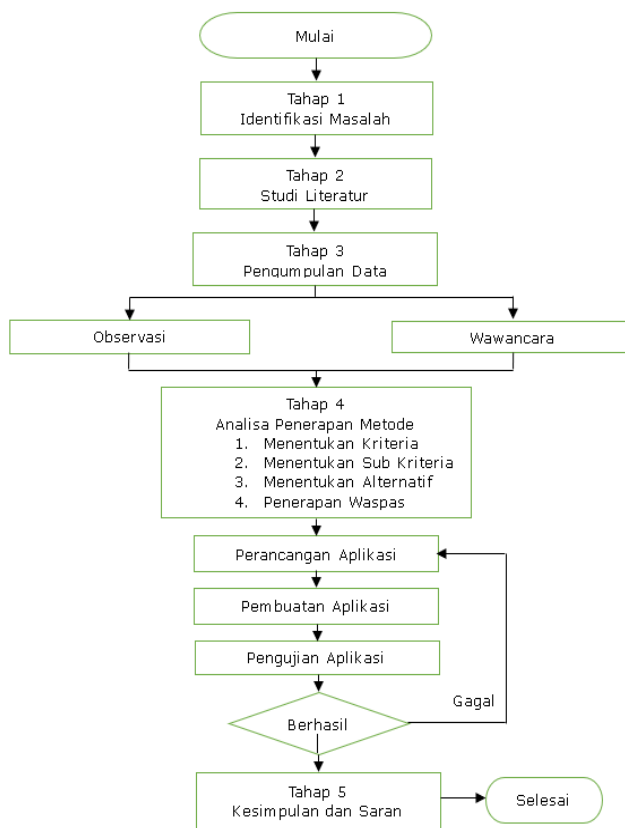 Mulai
Tahap 1
Identifikasi Masalah
Tahap 2
Studi Literatur
Tahap 3
Pengumpulan Data
Observasi
Wawancara
Tahap 4
Analisa Penerapan Metode
1. Menentukan Kriteria
2. Menentukan Sub Kriteria
3. Menentukan Alternatif
4. Penerapan Waspas
Perancangan Aplikasi
Pembuatan Aplikasi
Pengujian Aplikasi
Gagal
Berhasil
Tahap 5
Kesimpulan dan Saran
Selesai